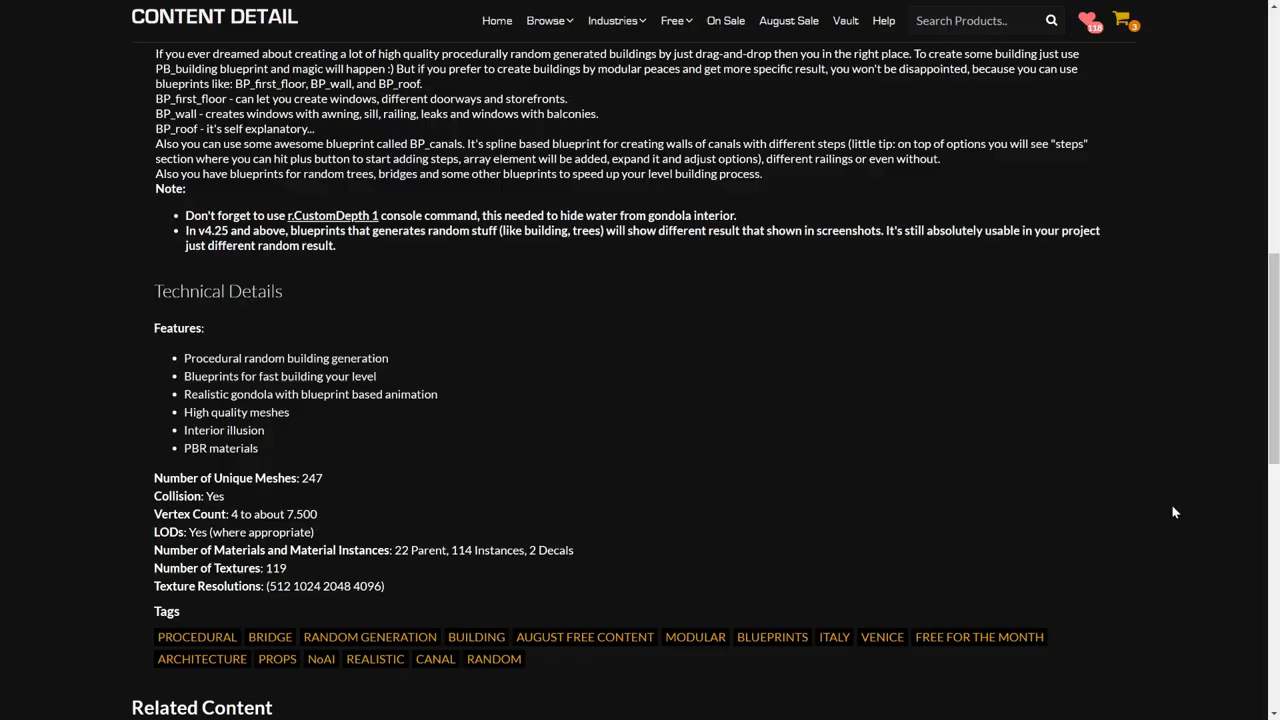 CONTENT DETAIL
Home Browse Industries Free On Sale August Sale Vault Help Search Products.. 118 3
If you ever dreamed about creating a lot of high quality procedurally random generated buildings by just drag-and-drop then you in the right place. To create some building just use
PB_building blueprint and magic will happen :) But if you prefer to create buildings by modular peaces and get more specific result, you won't be disappointed, because you can use
blueprints like: BP_first_floor, BP_wall, and BP_roof.
BP_first_floor - can let you create windows, different doorways and storefronts.
BP_wall - creates windows with awning, sill, railing, leaks and windows with balconies.
BP_roof - it's self explanatory...
Also you can use some awesome blueprint called BP_canals. It's spline based blueprint for creating walls of canals with different steps (little tip: on top of options you will see "steps"
section where you can hit plus button to start adding steps, array element will be added, expand it and adjust options), different railings or even without.
Also you have blueprints for random trees, bridges and some other blueprints to speed up your level building process.
Note:
• Don't forget to use r.CustomDepth 1 console command, this needed to hide water from gondola interior.
• In v4.25 and above, blueprints that generates random stuff (like building, trees) will show different result that shown in screenshots. It's still absolutely usable in your project
just different random result.
Technical Details
Features:
• Procedural random building generation
• Blueprints for fast building your level
• Realistic gondola with blueprint based animation
• High quality meshes
• Interior illusion
• PBR materials
Number of Unique Meshes: 247
Collision: Yes
Vertex Count: 4 to about 7.500
LODs: Yes (where appropriate)
Number of Materials and Material Instances: 22 Parent, 114 Instances, 2 Decals
Number of Textures: 119
Texture Resolutions: (512 1024 2048 4096)
Tags
PROCEDURAL BRIDGE RANDOM GENERATION BUILDING AUGUST FREE CONTENT MODULAR BLUEPRINTS ITALY VENICE FREE FOR THE MONTH
ARCHITECTURE PROPS NoAI REALISTIC CANAL RANDOM
Related Content